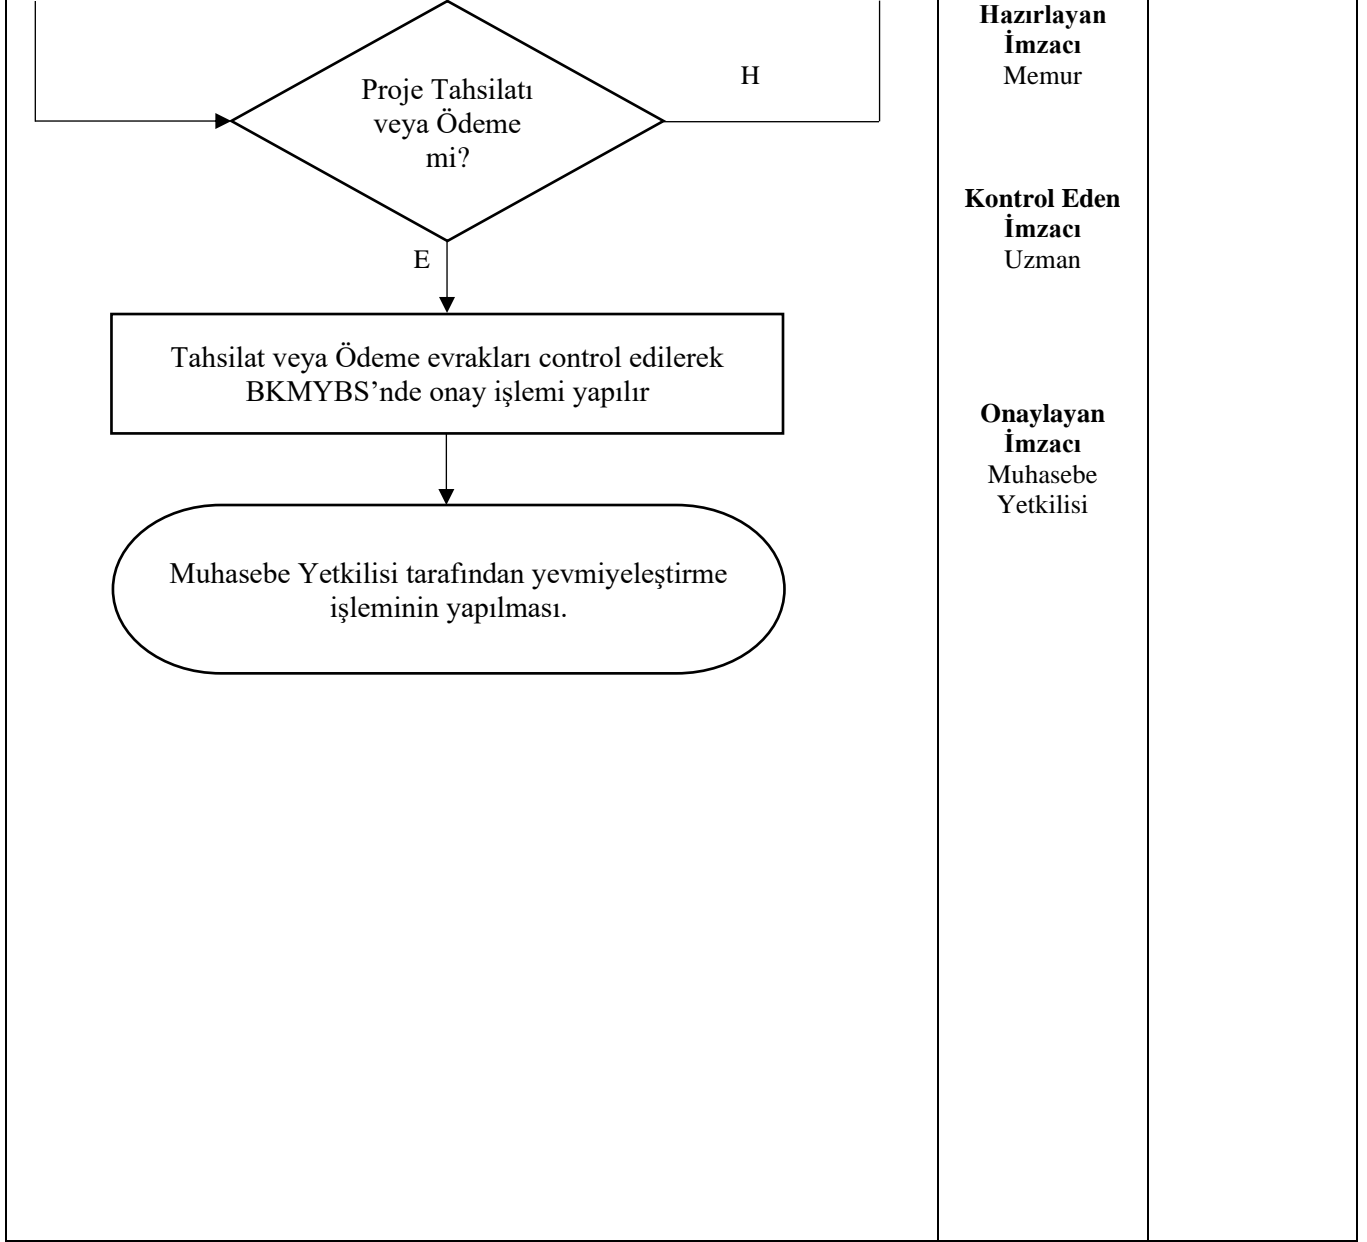 Proje Tahsilatı
veya Ödeme
mi?
H
E
Tahsilat veya Ödeme evrakları control edilerek
BKMYBS’nde onay işlemi yapılır
Muhasebe Yetkilisi tarafından yevmiyeleştirme
işleminin yapılması.
Hazırlayan
İmzacı
Memur
Kontrol Eden
İmzacı
Uzman
Onaylayan
İmzacı
Muhasebe
Yetkilisi